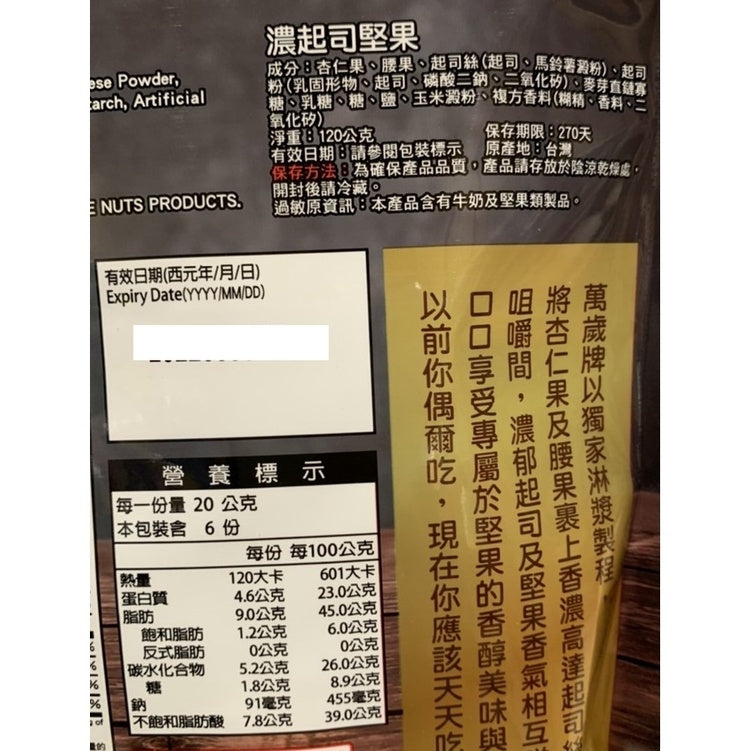 濃起司堅果
成分：杏仁果、腰果、起司絲(起司、馬鈴薯澱粉)、起司
粉(乳固形物、起司、磷酸二鈉、二氧化矽)、麥芽直鏈寡
糖、乳糖、糖、鹽、玉米澱粉、複方香料(糊精、香料、二
氧化矽)
淨重：120公克 保存期限：270天
有效日期：請參閱包裝標示 原產地：台灣
保存方法：為確保產品品質，產品請存放於陰涼乾燥處，
開封後請冷藏。
過敏原資訊：本產品含有牛奶及堅果類製品。
ese Powder,
arch, Artificial
E NUTS PRODUCTS.
有效日期(西元年/月/日)
Expiry Date(YYYY/MM/DD)
營養標示
每一份量 20 公克
本包裝含 6 份
每份 每100公克
熱量 120大卡 601大卡
蛋白質 4.6公克 23.0公克
脂肪 9.0公克 45.0公克
飽和脂肪 1.2公克 6.0公克
反式脂肪 0公克 0公克
碳水化合物 5.2公克 26.0公克
糖 1.8公克 8.9公克
鈉 91毫克 455毫克
不飽和脂肪酸 7.8公克 39.0公克
萬歲牌以獨家淋漿製程，
將杏仁果及腰果裹上香濃高達起司
咀嚼間，濃郁起司及堅果香氣相互
口口享受專屬於堅果的香醇美味與
以前你偶爾吃，現在你應該天天吃